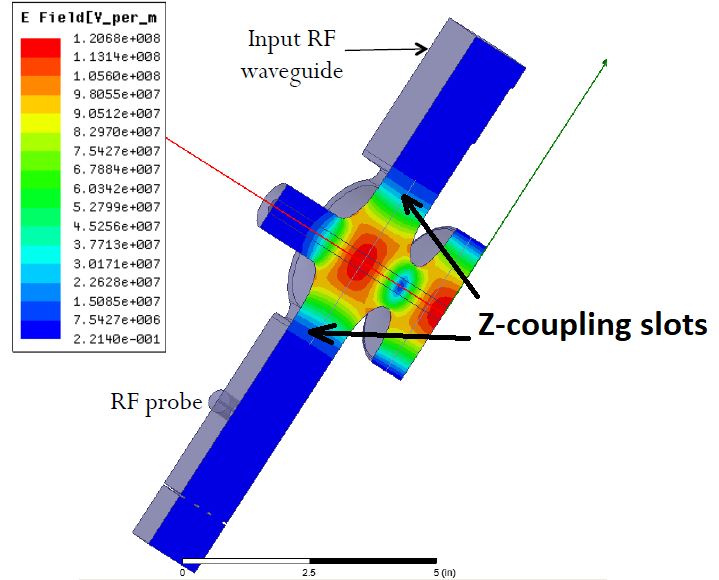 E Field[V_per_m
1.2068e+008
1.1314e+008
1.0560e+008
9.8055e+007
9.0512e+007
8.2970e+007
7.5427e+007
6.7884e+007
6.0342e+007
5.2799e+007
4.5256e+007
3.7713e+007
3.0171e+007
2.2628e+007
1.5085e+007
7.5427e+006
2.2140e-001
Input RF
waveguide
Z-coupling slots
RF probe
0 2.5 5 (in)